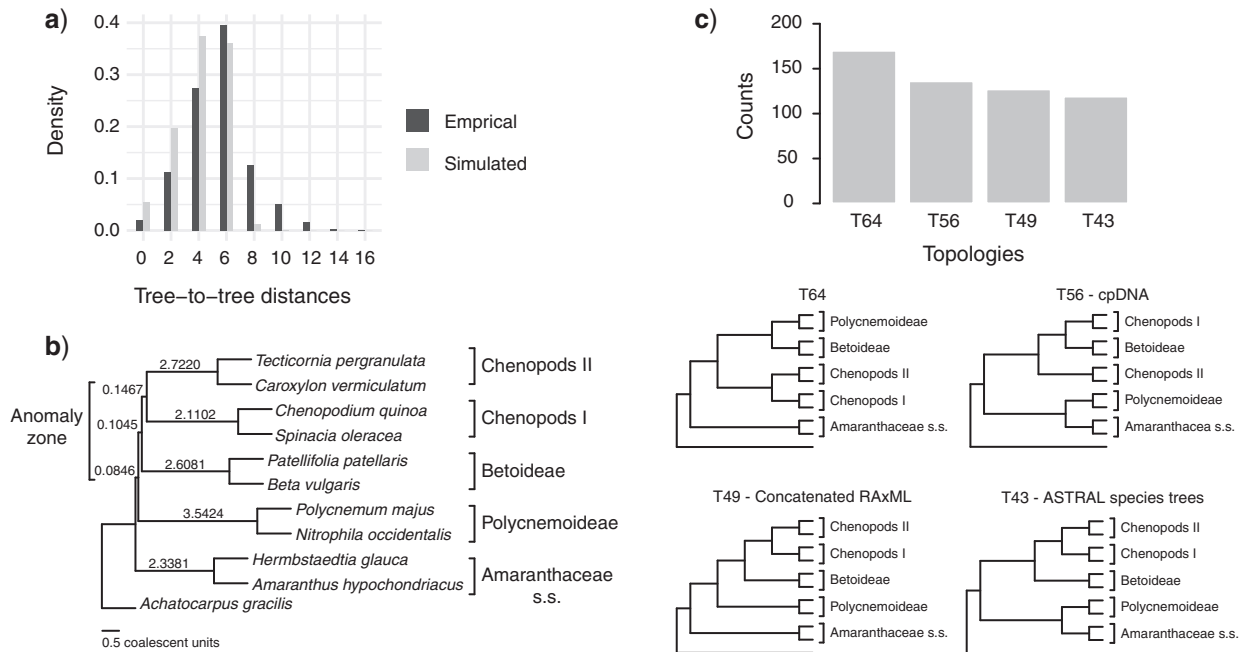 a)
0.4
0.3
0.2
0.1
0.0
Density
0 2 4 6 8 10 12 14 16
Tree−to−tree distances
Emprical
Simulated
b)
Anomaly
zone
0.1467
0.1045
0.0846
2.7220
2.1102
2.6081
3.5424
2.3381
Tecticornia pergranulata
Caroxylon vermiculatum
Chenopodium quinoa
Spinacia oleracea
Patellifolia patellaris
Beta vulgaris
Polycnemum majus
Nitrophila occidentalis
Hermbstaedtia glauca
Amaranthus hypochondriacus
Achatocarpus gracilis
Chenopods II
Chenopods I
Betoideae
Polycnemoideae
Amaranthaceae
s.s.
0.5 coalescent units
c)
200
150
100
50
0
Counts
T64 T56 T49 T43
Topologies
T64
Polycnemoideae
Betoideae
Chenopods II
Chenopods I
Amaranthaceae s.s.
T56 - cpDNA
Chenopods I
Betoideae
Chenopods II
Polycnemoideae
Amaranthacea s.s.
T49 - Concatenated RAxML
Chenopods II
Chenopods I
Betoideae
Polycnemoideae
Amaranthaceae s.s.
T43 - ASTRAL species trees
Chenopods II
Chenopods I
Betoideae
Polycnemoideae
Amaranthaceae s.s.